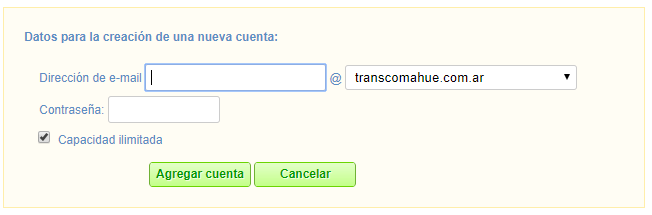 Datos para la creación de una nueva cuenta:
Dirección de e-mail @ transcomahue.com.ar
Contraseña:
Capacidad ilimitada
Agregar cuenta Cancelar